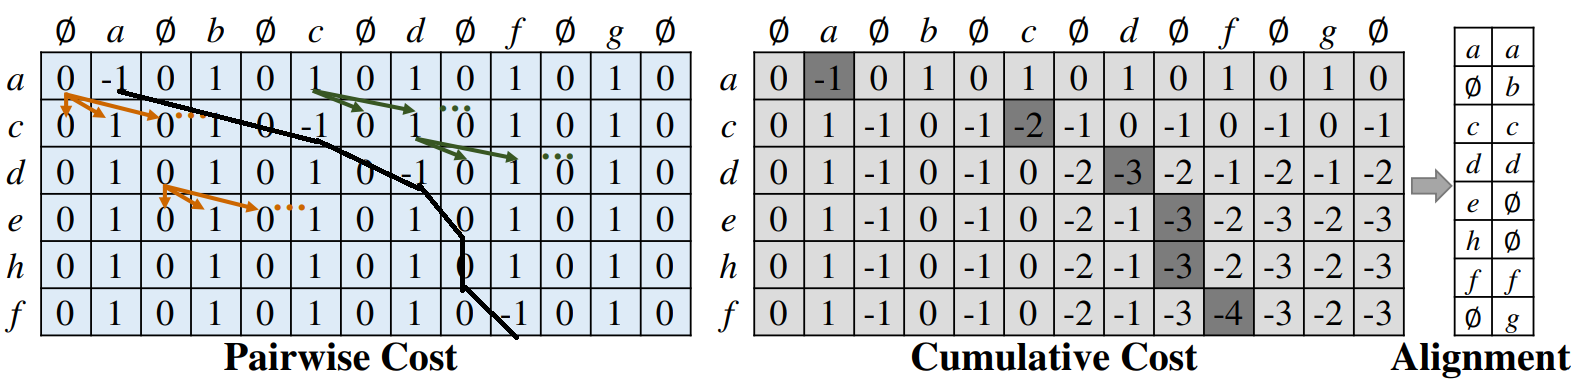 ∅ a ∅ b ∅ c ∅ d ∅ f ∅ g ∅
a 0 -1 0 1 0 1 0 1 0 1 0 1 0
c 0 1 0 1 0 -1 0 1 0 1 0 1 0
d 0 1 0 1 0 1 0 -1 0 1 0 1 0
e 0 1 0 1 0 1 0 1 0 1 0 1 0
h 0 1 0 1 0 1 0 1 0 1 0 1 0
f 0 1 0 1 0 1 0 1 0 -1 0 1 0
Pairwise Cost
∅ a ∅ b ∅ c ∅ d ∅ f ∅ g ∅
a 0 -1 0 1 0 1 0 1 0 1 0 1 0
c 0 1 -1 0 -1 -2 -1 0 -1 0 -1 0 -1
d 0 1 -1 0 -1 0 -2 -3 -2 -1 -2 -1 -2
e 0 1 -1 0 -1 0 -2 -1 -3 -2 -3 -2 -3
h 0 1 -1 0 -1 0 -2 -1 -3 -2 -3 -2 -3
f 0 1 -1 0 -1 0 -2 -1 -3 -4 -3 -2 -3
Cumulative Cost
a a
∅ b
c c
d d
e ∅
h ∅
f f
∅ g
Alignment